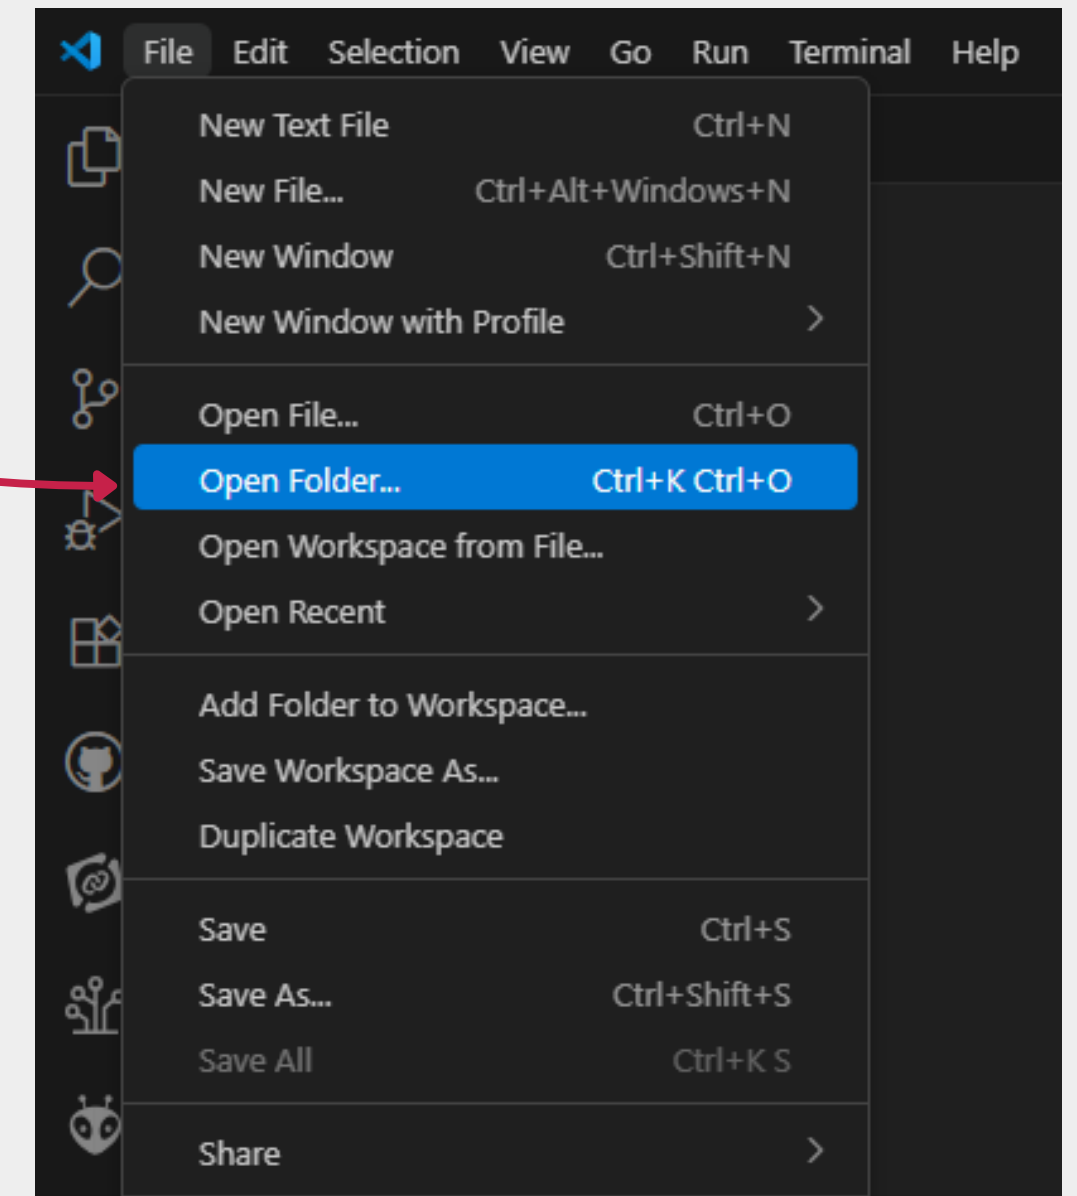 File Edit Selection View Go Run Terminal Help
New Text File Ctrl+N
New File... Ctrl+Alt+Windows+N
New Window Ctrl+Shift+N
New Window with Profile
Open File... Ctrl+O
Open Folder... Ctrl+K Ctrl+O
Open Workspace from File...
Open Recent
Add Folder to Workspace...
Save Workspace As...
Duplicate Workspace
Save Ctrl+S
Save As... Ctrl+Shift+S
Save All Ctrl+K S
Share